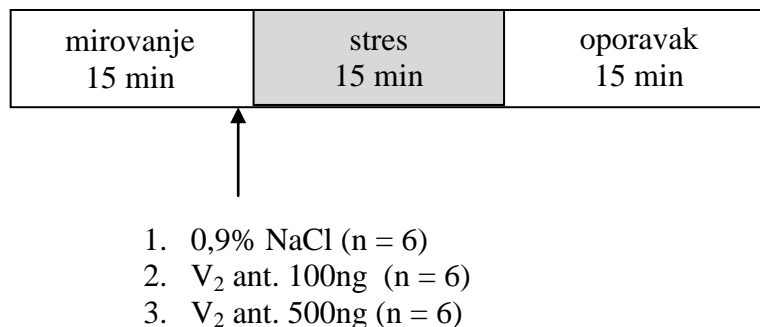 mirovanje
15 min
stres
15 min
oporavak
15 min
1. 0,9% NaCl (n = 6)
2. V₂ ant. 100ng (n = 6)
3. V₂ ant. 500ng (n = 6)